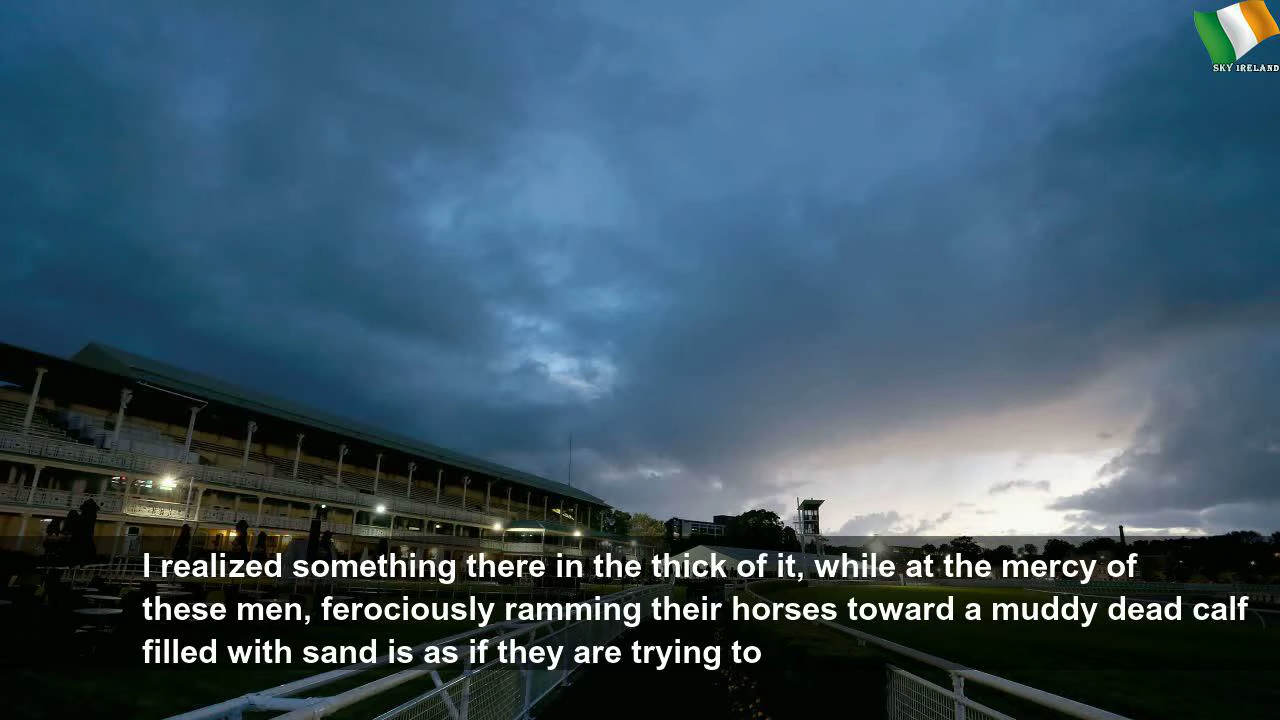 SKY IRELAND
I realized something there in the thick of it, while at the mercy of
these men, ferociously ramming their horses toward a muddy dead calf
filled with sand is as if they are trying to